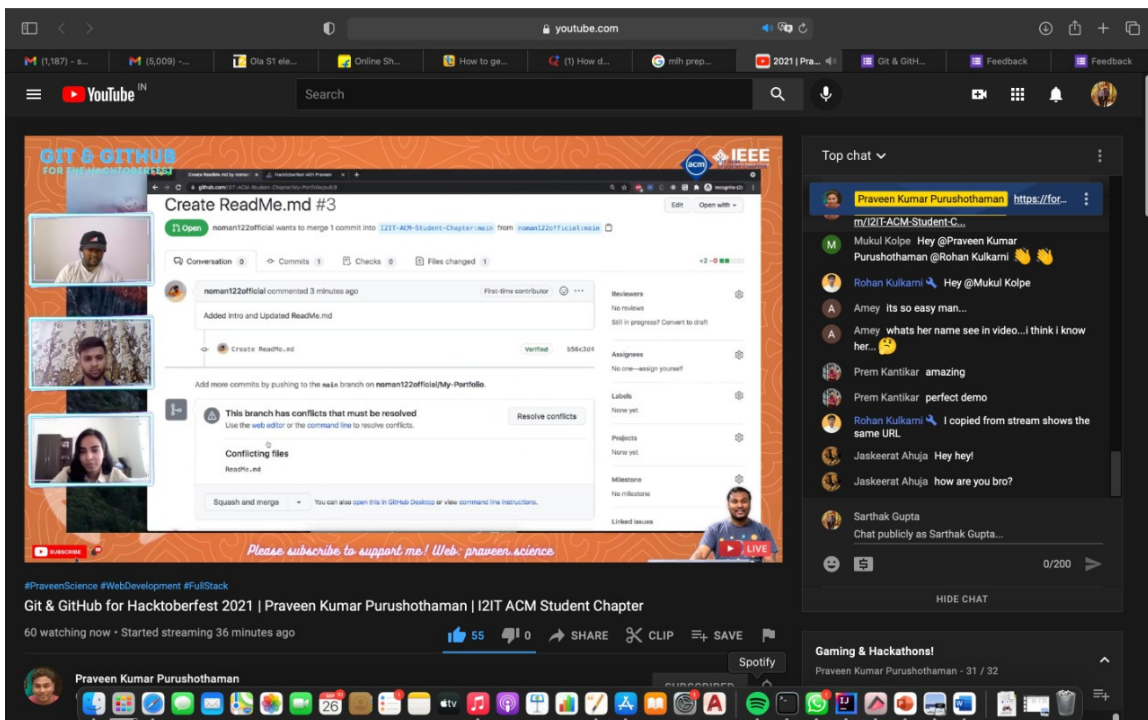 youtube.com
(1,187) - s...
(5,009) -...
Ola S1 ele...
Online Sh...
How to ge...
(1) How d...
mlh prep...
2021 | Pra...
Git & GitH...
Feedback
Feedback
YouTube IN
Search
GIT & GITHUB
FOR THE HACKTOBERFEST
acm
IEEE
Create ReadMe.md #3
Edit
Open with
Open
noman122official wants to merge 1 commit into I2IT-ACM-Student-Chapter:main from noman122official:main
Conversation 0
Commits 1
Checks 0
Files changed 1
+2 −0
noman122official commented 3 minutes ago
First-time contributor
Added intro and Updated ReadMe.md
Create ReadMe.md
Verified
b56c3d4
Add more commits by pushing to the main branch on noman122official/My-Portfolio.
This branch has conflicts that must be resolved
Use the web editor or the command line to resolve conflicts.
Resolve conflicts
Conflicting files
ReadMe.md
Squash and merge
You can also open this in GitHub Desktop or view command line instructions.
Reviewers
No reviews
Still in progress? Convert to draft
Assignees
No one—assign yourself
Labels
None yet
Projects
None yet
Milestone
No milestone
Linked issues
SUBSCRIBE
Please subscribe to support me! Web: praveen.science
LIVE
#PraveenScience #WebDevelopment #FullStack
Git & GitHub for Hacktoberfest 2021 | Praveen Kumar Purushothaman | I2IT ACM Student Chapter
60 watching now • Started streaming 36 minutes ago
55
0
SHARE
CLIP
SAVE
Praveen Kumar Purushothaman
Spotify
Top chat
Praveen Kumar Purushothaman https://for...
m/I2IT-ACM-Student-C...
Mukul Kolpe Hey @Praveen Kumar
Purushothaman @Rohan Kulkarni
Rohan Kulkarni Hey @Mukul Kolpe
Amey its so easy man...
Amey whats her name see in video...i think i know
her...
Prem Kantikar amazing
Prem Kantikar perfect demo
Rohan Kulkarni I copied from stream shows the
same URL
Jaskeerat Ahuja Hey hey!
Jaskeerat Ahuja how are you bro?
Sarthak Gupta
Chat publicly as Sarthak Gupta...
0/200
HIDE CHAT
Gaming & Hackathons!
Praveen Kumar Purushothaman - 31 / 32
26
tv